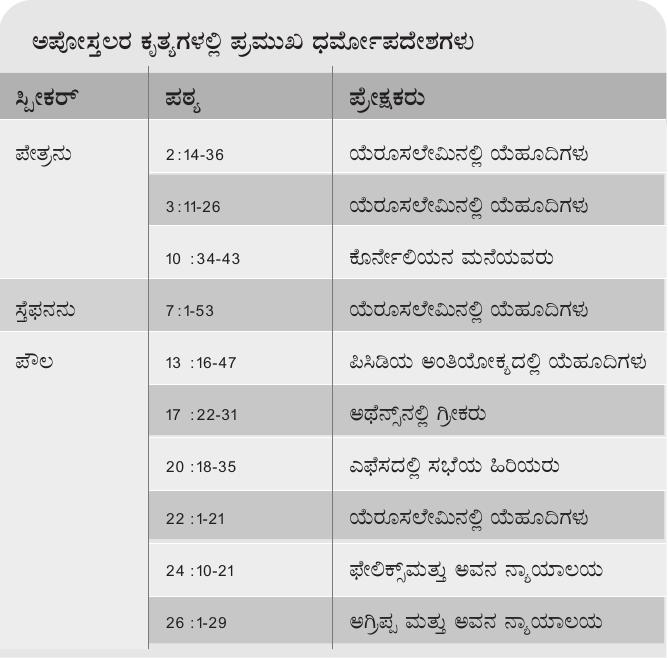 ಅಪೋಸ್ತಲರ ಕೃತ್ಯಗಳಲ್ಲಿ ಪ್ರಮುಖ ಧರ್ಮೋಪದೇಶಗಳು
ಸ್ಪೀಕರ್ ಪಠ್ಯ ಪ್ರೇಕ್ಷಕರು
ಪೇತ್ರನು 2:14-36 ಯೆರೂಸಲೇಮಿನಲ್ಲಿ ಯೆಹೂದಿಗಳು
3:11-26 ಯೆರೂಸಲೇಮಿನಲ್ಲಿ ಯೆಹೂದಿಗಳು
10 :34-43 ಕೊರ್ನೇಲಿಯನ ಮನೆಯವರು
ಸ್ತೆಫನನು 7:1-53 ಯೆರೂಸಲೇಮಿನಲ್ಲಿ ಯೆಹೂದಿಗಳು
ಪೌಲ 13 :16-47 ಪಿಸಿಡಿಯ ಅಂತಿಯೋಕ್ಯದಲ್ಲಿ ಯೆಹೂದಿಗಳು
17 :22-31 ಅಥೆನ್ಸ್‌ನಲ್ಲಿ ಗ್ರೀಕರು
20 :18-35 ಎಫೆಸದಲ್ಲಿ ಸಭೆಯ ಹಿರಿಯರು
22 :1-21 ಯೆರೂಸಲೇಮಿನಲ್ಲಿ ಯೆಹೂದಿಗಳು
24 :10-21 ಫೇಲಿಕ್ಸ್‌ಮತ್ತು ಅವನ ನ್ಯಾಯಾಲಯ
26 :1-29 ಅಗ್ರಿಪ್ಪ ಮತ್ತು ಅವನ ನ್ಯಾಯಾಲಯ